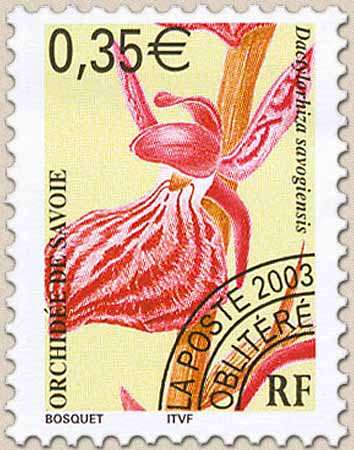 0,35€
Dactylorhiza savogiensis
ORCHIDÉE DE SAVOIE
LA POSTE 2003
OBLITÉRÉ
RF
BOSQUET ITVF